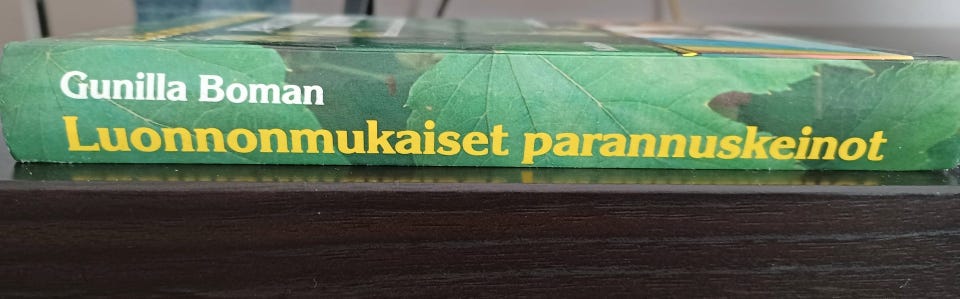 Gunilla Boman
Luonnonmukaiset parannuskeinot